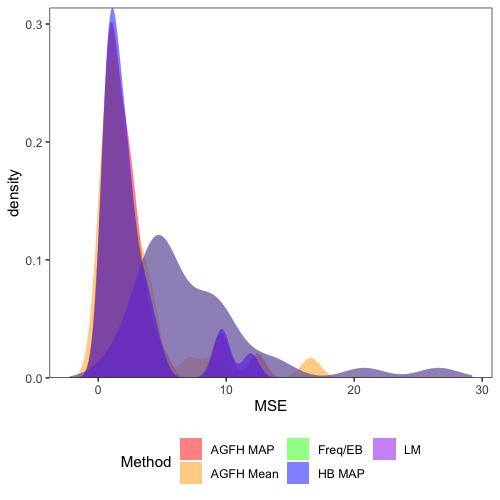 0.3
0.2
0.1
0.0
density
0 10 20 30
MSE
Method
AGFH MAP Freq/EB LM
AGFH Mean HB MAP